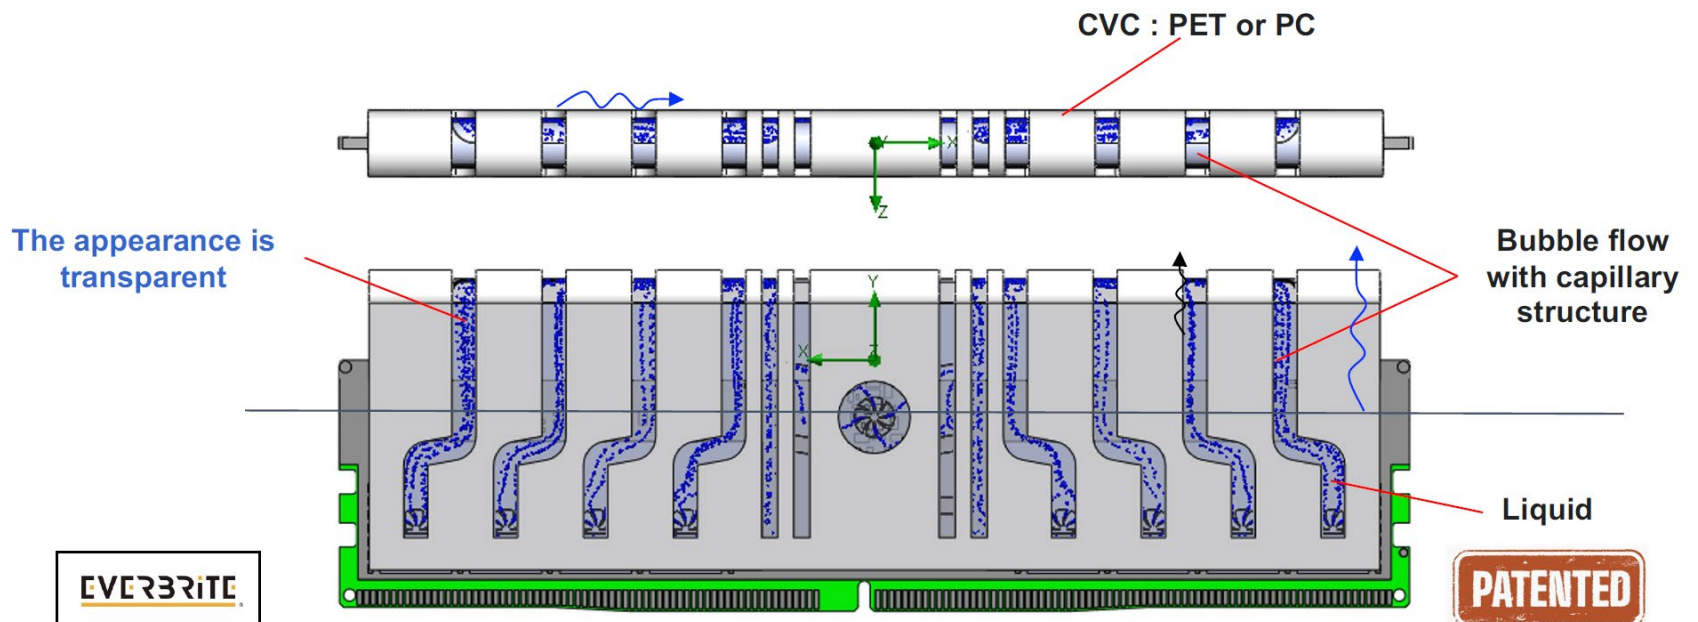 CVC : PET or PC
X
Z
The appearance is
transparent
Bubble flow
with capillary
structure
Y
X
Liquid
EVERBRiTE
PATENTED